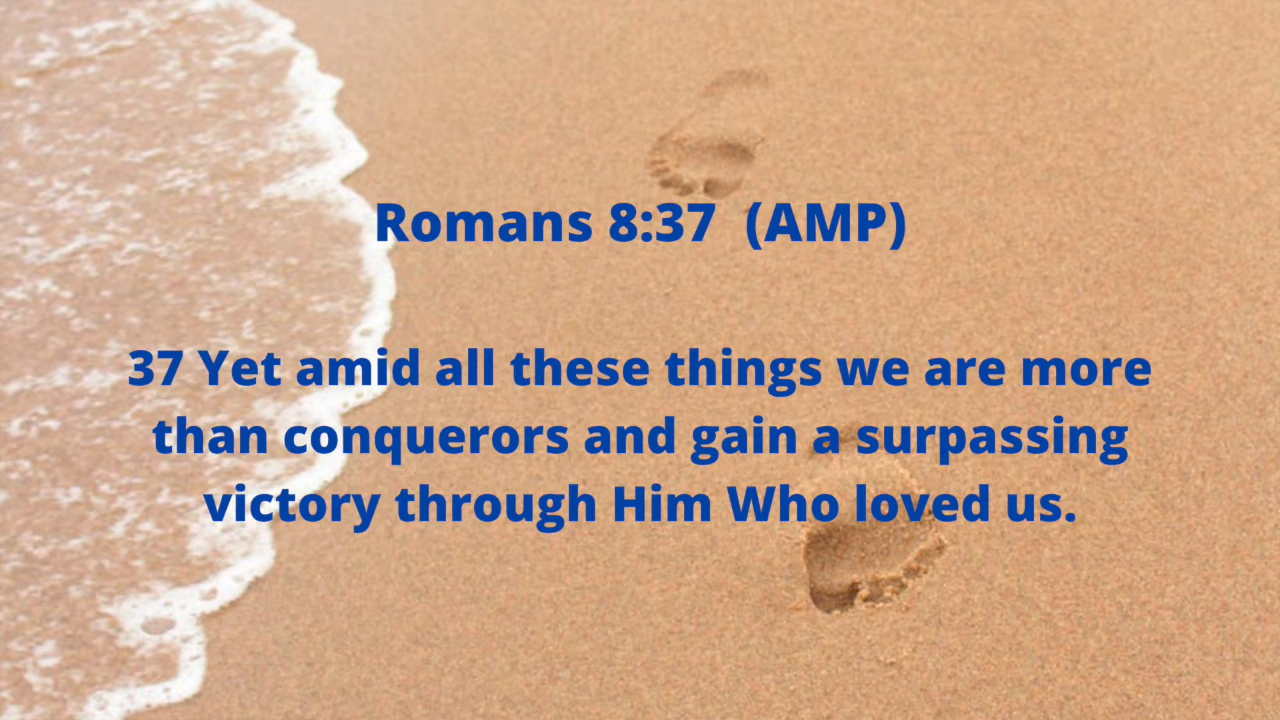 Romans 8:37  (AMP)
37 Yet amid all these things we are more
than conquerors and gain a surpassing
victory through Him Who loved us.